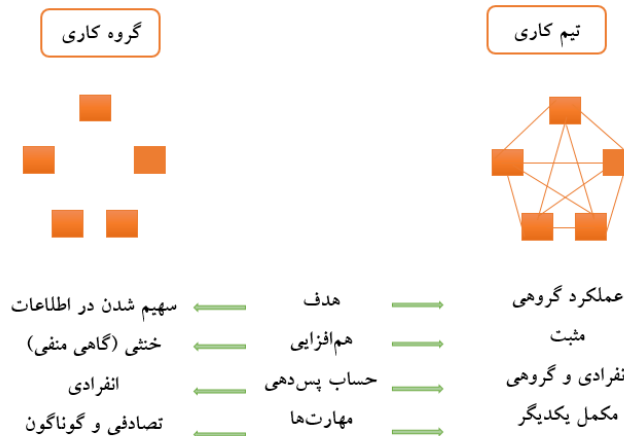 تیم کاری
گروه کاری
عملکرد گروهی
هدف
سهیم شدن در اطلاعات
مثبت
هم‌افزایی
خنثی (گاهی منفی)
نفرادی و گروهی
حساب پس‌دهی
انفرادی
مکمل یکدیگر
مهارت‌ها
تصادفی و گوناگون